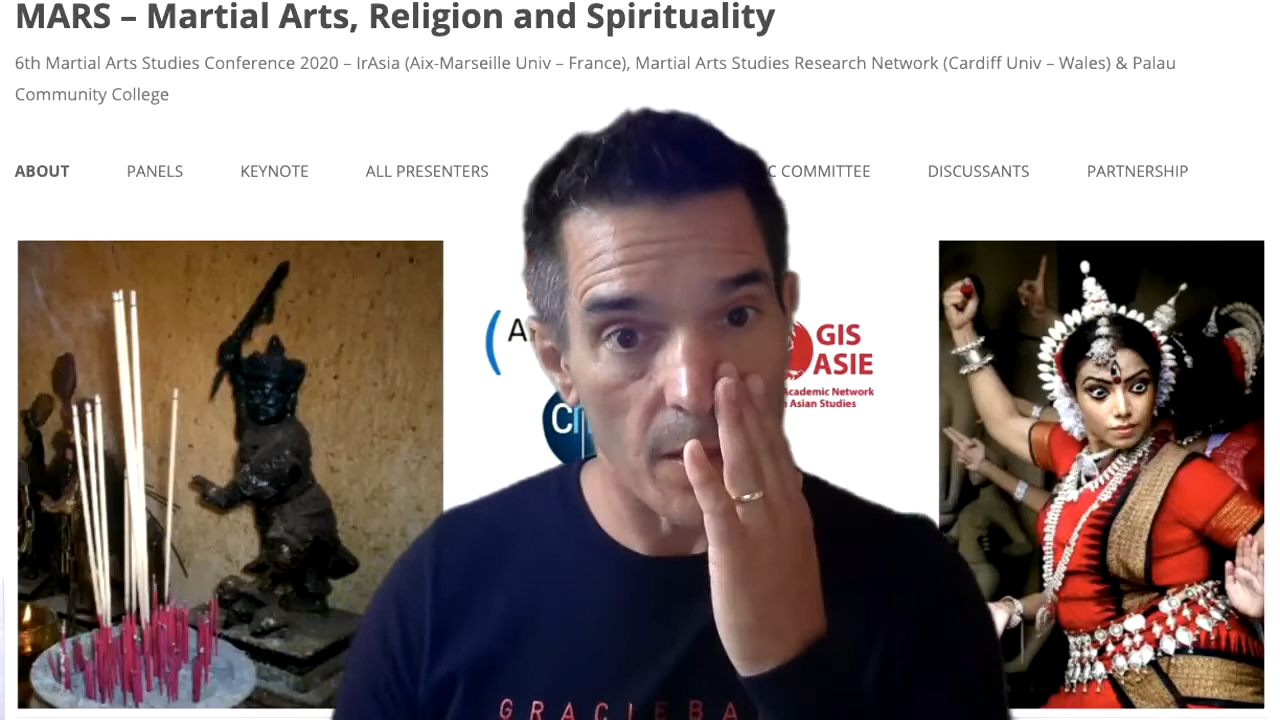 MARS – Martial Arts, Religion and Spirituality
6th Martial Arts Studies Conference 2020 – IrAsia (Aix-Marseille Univ – France), Martial Arts Studies Research Network (Cardiff Univ – Wales) & Palau
Community College
ABOUT PANELS KEYNOTE ALL PRESENTERS C COMMITTEE DISCUSSANTS PARTNERSHIP
GIS
ASIE
Academic Network
Asian Studies
GRACIEBA